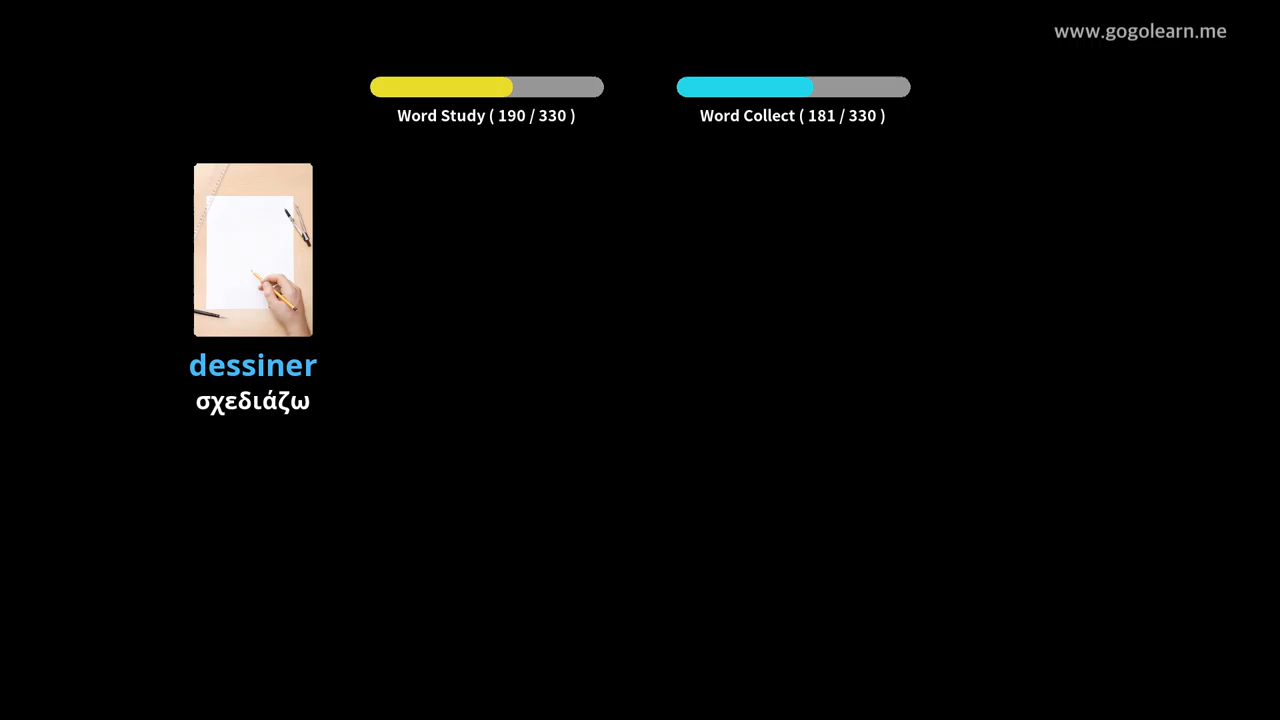 www.gogolearn.me
Word Study ( 190 / 330 )
Word Collect ( 181 / 330 )
dessiner
σχεδιάζω